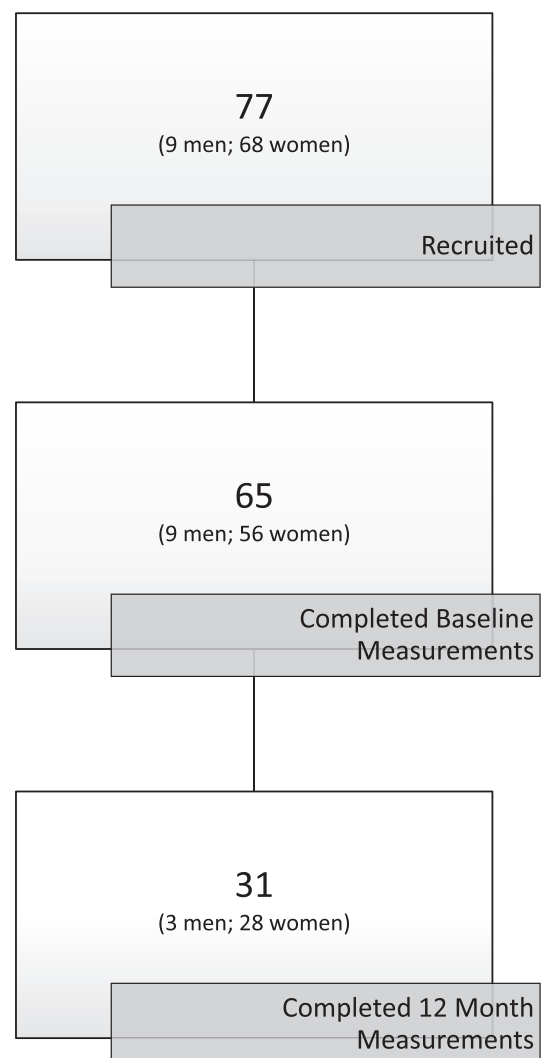 77
(9 men; 68 women)
Recruited
65
(9 men; 56 women)
Completed Baseline
Measurements
31
(3 men; 28 women)
Completed 12 Month
Measurements